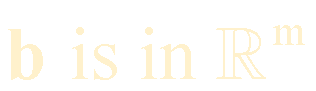 b is in ℝᵐ